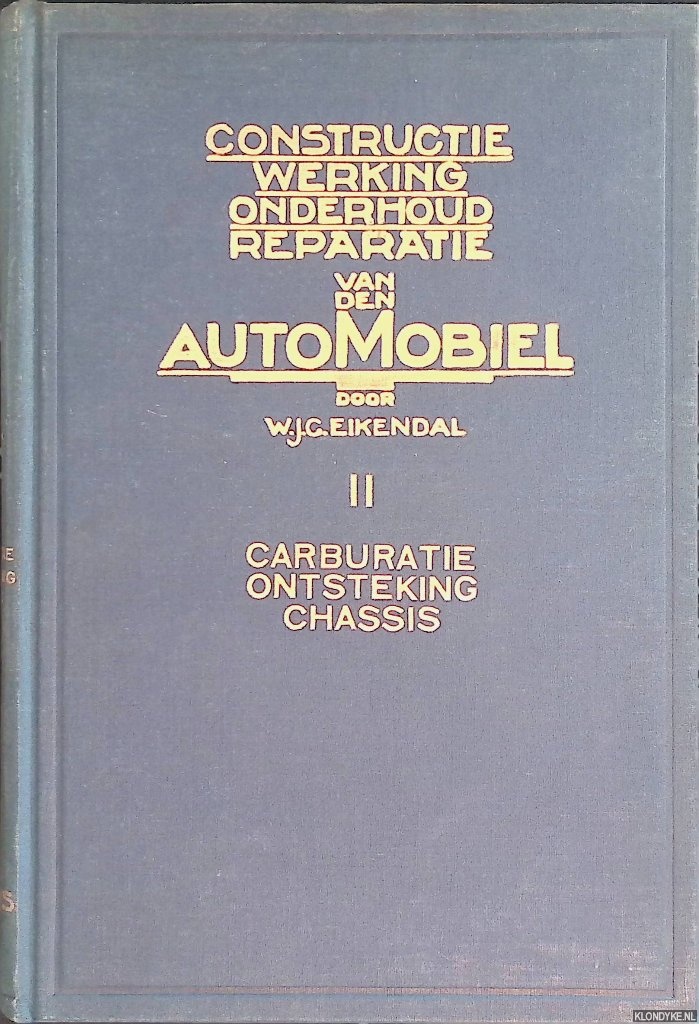 CONSTRUCTIE
WERKING
ONDERHOUD
REPARATIE
VAN
DEN
AUTOMOBIEL
DOOR
W.J.C. EIKENDAL
II
CARBURATIE
ONTSTEKING
CHASSIS
E
G
S
KLONDYKE.NL